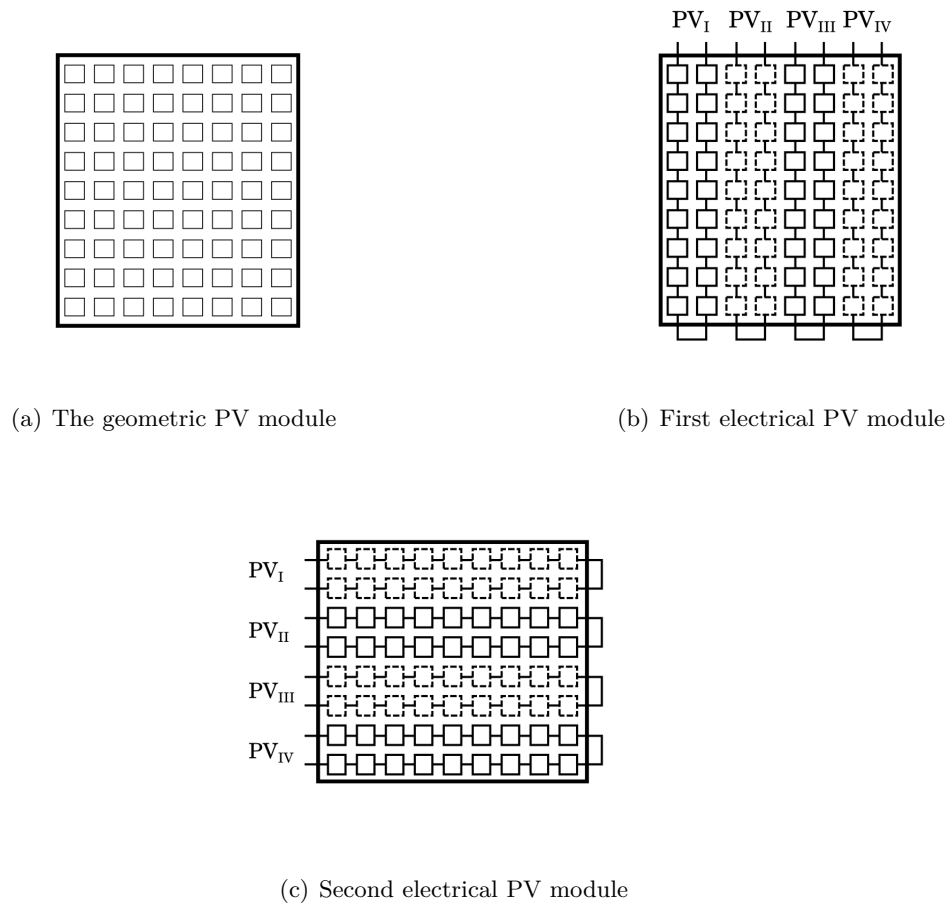 PV_I PV_II PV_III PV_IV
(a) The geometric PV module
(b) First electrical PV module
PV_I
PV_II
PV_III
PV_IV
(c) Second electrical PV module